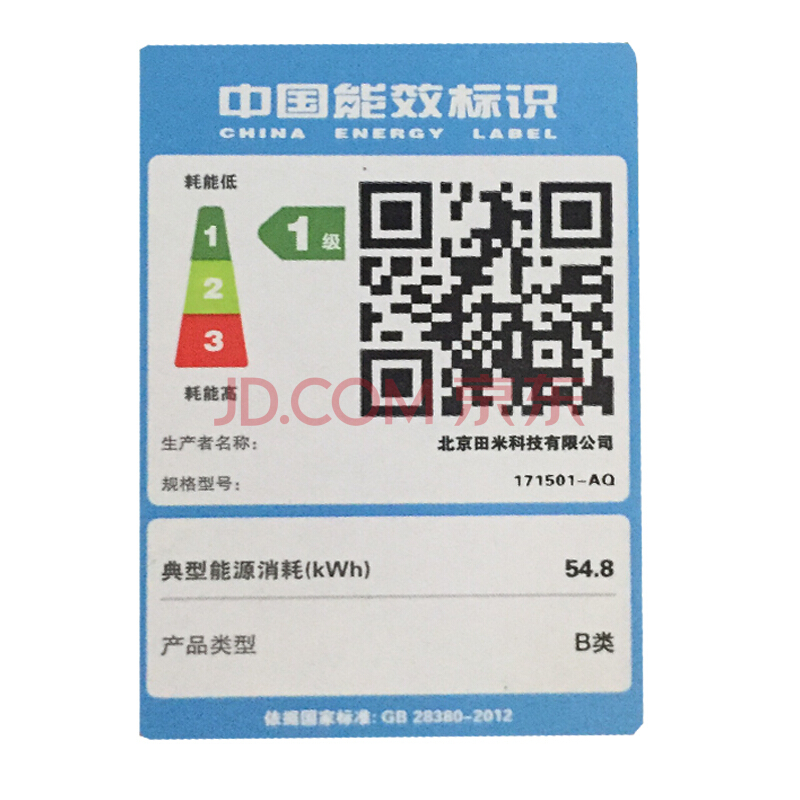 中国能效标识
CHINA ENERGY LABEL
耗能低
1
1级
2
3
耗能高
JD.COM 京东
生产者名称：
北京田米科技有限公司
规格型号：
171501-AQ
典型能源消耗(kWh)
54.8
产品类型
B类
依据国家标准：GB 28380-2012